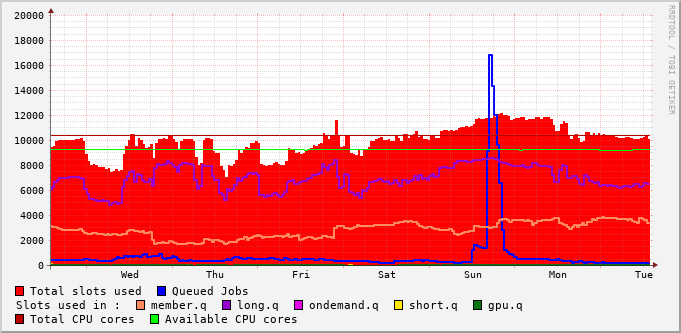 RRDTOOL / TOBI OETIKER
20000
18000
16000
14000
12000
10000
8000
6000
4000
2000
0
Wed Thu Fri Sat Sun Mon Tue
Total slots used Queued Jobs
Slots used in : member.q long.q ondemand.q short.q gpu.q
Total CPU cores Available CPU cores